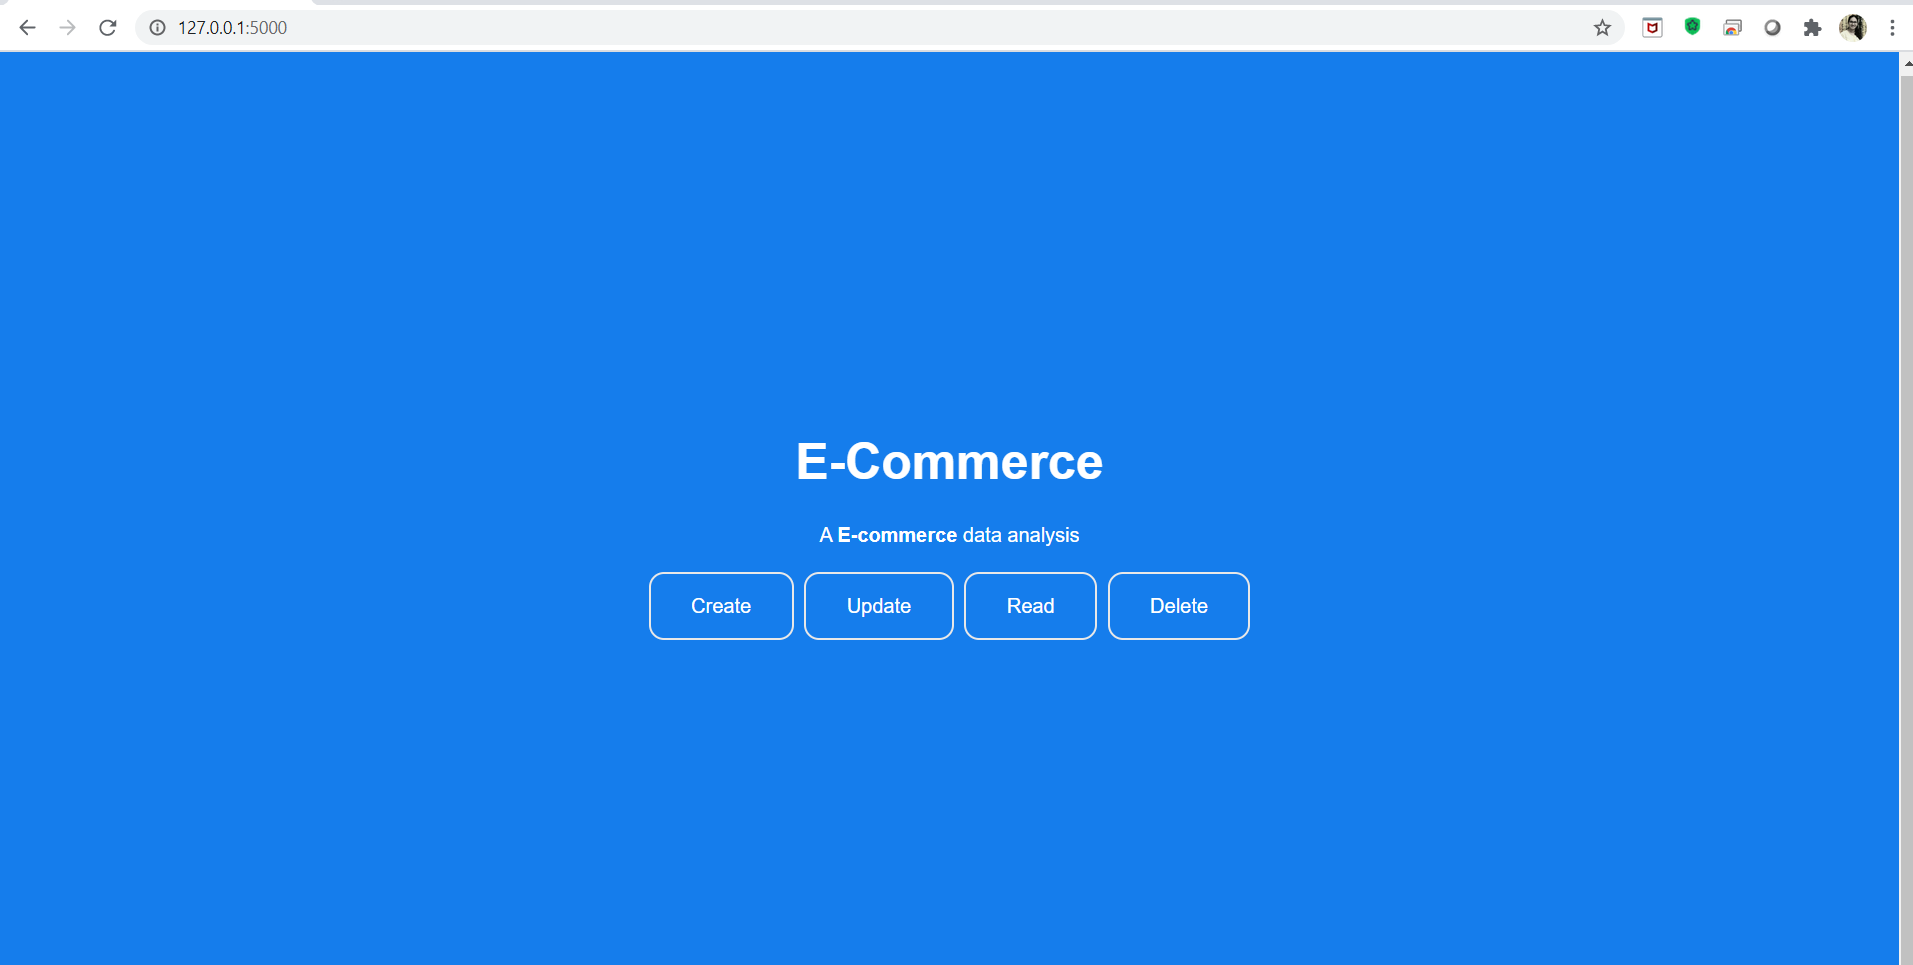 127.0.0.1:5000
E-Commerce
A E-commerce data analysis
Create Update Read Delete